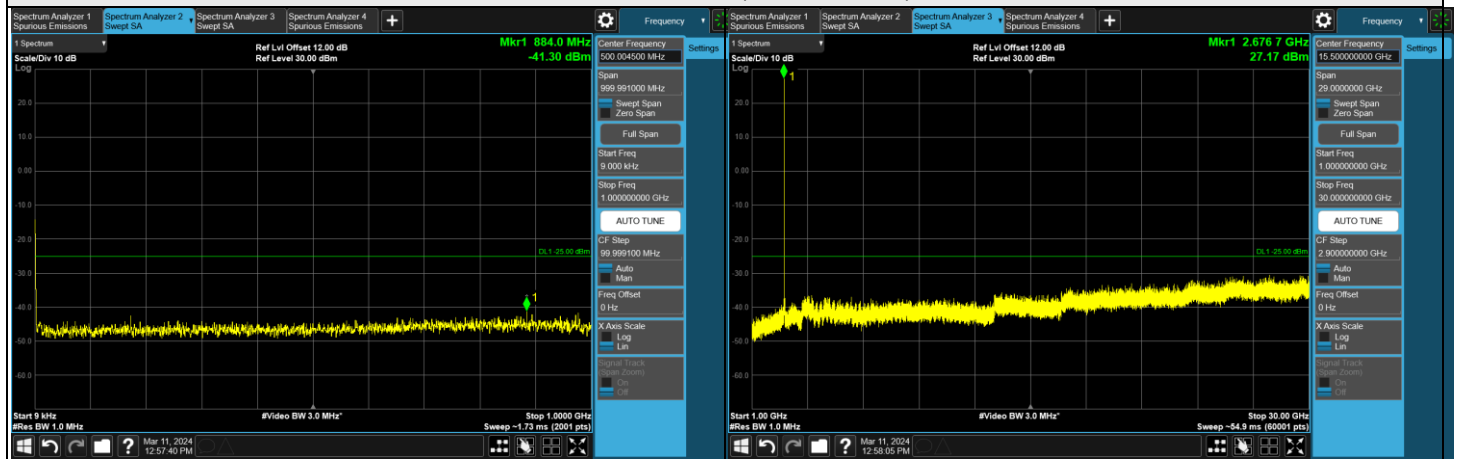 Spectrum Analyzer 1
Spurious Emissions
Spectrum Analyzer 2
Swept SA
Spectrum Analyzer 3
Swept SA
Spectrum Analyzer 4
Spurious Emissions
+
Frequency
1 Spectrum
Scale/Div 10 dB
Log
Ref Lvl Offset 12.00 dB
Ref Level 30.00 dBm
Mkr1 884.0 MHz
-41.30 dBm
20.0
10.0
0.00
-10.0
-20.0
-30.0
-40.0
-50.0
-60.0
DL1 -25.00 dBm
1
Start 9 kHz
#Res BW 1.0 MHz
#Video BW 3.0 MHz*
Stop 1.0000 GHz
Sweep ~1.73 ms (2001 pts)
Center Frequency
500.004500 MHz
Settings
Span
999.991000 MHz
Swept Span
Zero Span
Full Span
Start Freq
9.000 kHz
Stop Freq
1.000000000 GHz
AUTO TUNE
CF Step
99.999100 MHz
Auto
Man
Freq Offset
0 Hz
X Axis Scale
Log
Lin
Signal Track
(Span Zoom)
On
Off
?
Mar 11, 2024
12:57:40 PM
Spectrum Analyzer 1
Spurious Emissions
Spectrum Analyzer 2
Swept SA
Spectrum Analyzer 3
Swept SA
Spectrum Analyzer 4
Spurious Emissions
+
Frequency
1 Spectrum
Scale/Div 10 dB
Log
Ref Lvl Offset 12.00 dB
Ref Level 30.00 dBm
Mkr1 2.676 7 GHz
27.17 dBm
1
20.0
10.0
0.00
-10.0
-20.0
-30.0
-40.0
-50.0
-60.0
DL1 -25.00 dBm
Start 1.00 GHz
#Res BW 1.0 MHz
#Video BW 3.0 MHz*
Stop 30.00 GHz
Sweep ~54.9 ms (60001 pts)
Center Frequency
15.500000000 GHz
Settings
Span
29.0000000 GHz
Swept Span
Zero Span
Full Span
Start Freq
1.000000000 GHz
Stop Freq
30.000000000 GHz
AUTO TUNE
CF Step
2.900000000 GHz
Auto
Man
Freq Offset
0 Hz
X Axis Scale
Log
Lin
Signal Track
(Span Zoom)
On
Off
?
Mar 11, 2024
12:58:05 PM